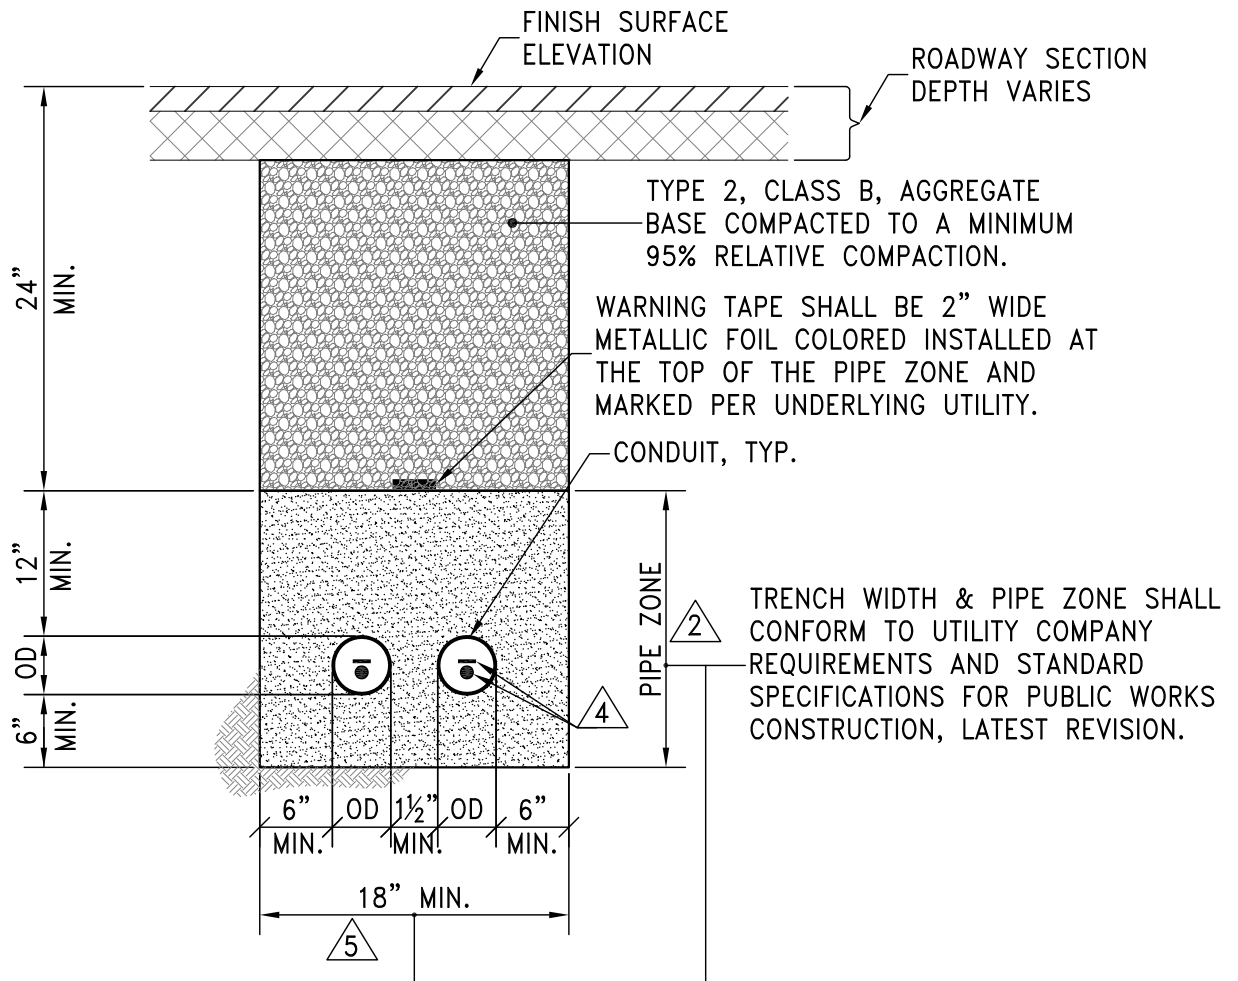 FINISH SURFACE
ELEVATION
ROADWAY SECTION
DEPTH VARIES
TYPE 2, CLASS B, AGGREGATE
BASE COMPACTED TO A MINIMUM
95% RELATIVE COMPACTION.
24”
MIN.
WARNING TAPE SHALL BE 2” WIDE
METALLIC FOIL COLORED INSTALLED AT
THE TOP OF THE PIPE ZONE AND
MARKED PER UNDERLYING UTILITY.
CONDUIT, TYP.
12”
MIN.
OD
6”
MIN.
PIPE ZONE
2
TRENCH WIDTH & PIPE ZONE SHALL
CONFORM TO UTILITY COMPANY
REQUIREMENTS AND STANDARD
SPECIFICATIONS FOR PUBLIC WORKS
CONSTRUCTION, LATEST REVISION.
4
6” OD 1½” OD 6”
MIN. MIN. MIN.
18” MIN.
5